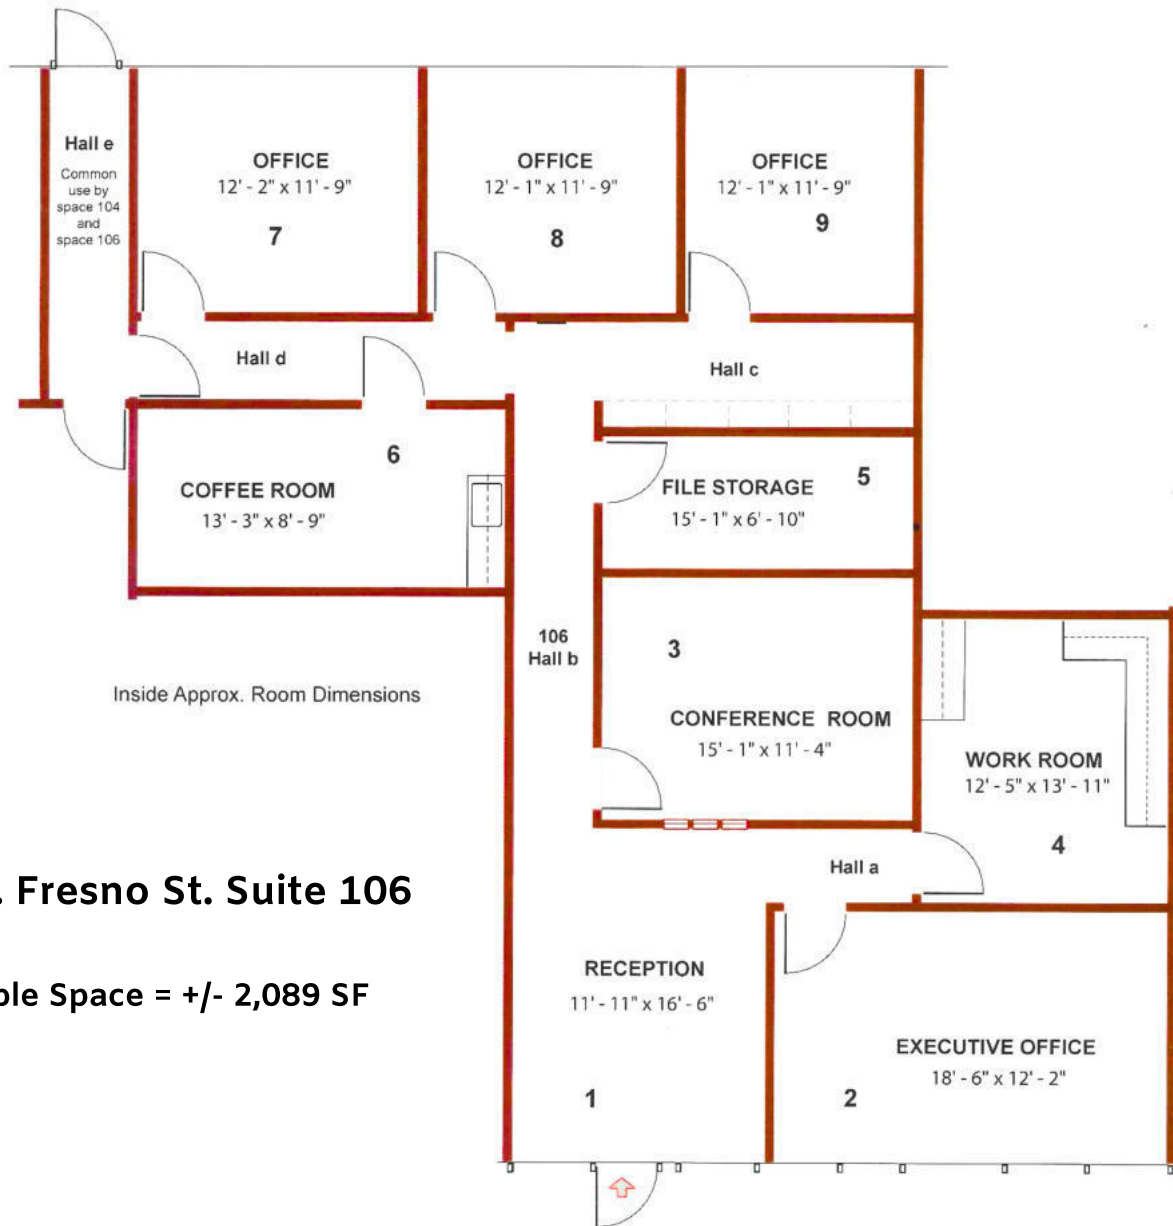 Hall e
Common
use by
space 104
and
space 106
OFFICE
12' - 2" x 11' - 9"
7
OFFICE
12' - 1" x 11' - 9"
8
OFFICE
12' - 1" x 11' - 9"
9
Hall d
Hall c
6
COFFEE ROOM
13' - 3" x 8' - 9"
5
FILE STORAGE
15' - 1" x 6' - 10"
106
Hall b
3
CONFERENCE ROOM
15' - 1" x 11' - 4"
Inside Approx. Room Dimensions
WORK ROOM
12' - 5" x 13' - 11"
4
Hall a
. Fresno St. Suite 106
Space = +/- 2,089 SF
RECEPTION
11' - 11" x 16' - 6"
1
EXECUTIVE OFFICE
18' - 6" x 12' - 2"
2